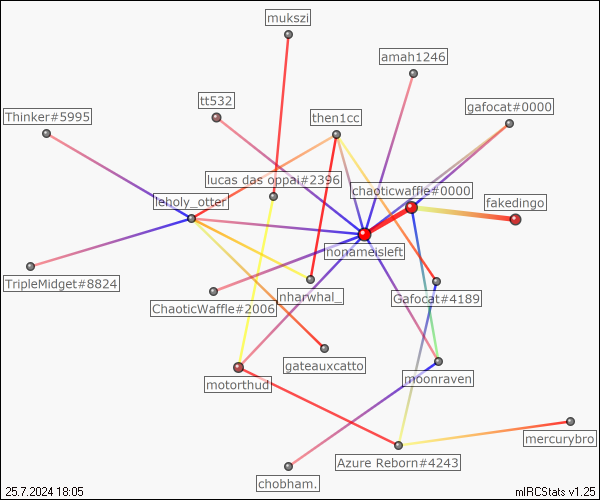 mukszi
amah1246
tt532
gafocat#0000
Thinker#5995
then1cc
lucas das oppai#2396
chaoticwaffle#0000
leholy_otter
fakedingo
nonameisleft
TripleMidget#8824
nharwhal_
Gafocat#4189
ChaoticWaffle#2006
gateauxcatto
moonraven
motorthud
mercurybro
Azure Reborn#4243
chobham.
25.7.2024 18:05
mIRCStats v1.25